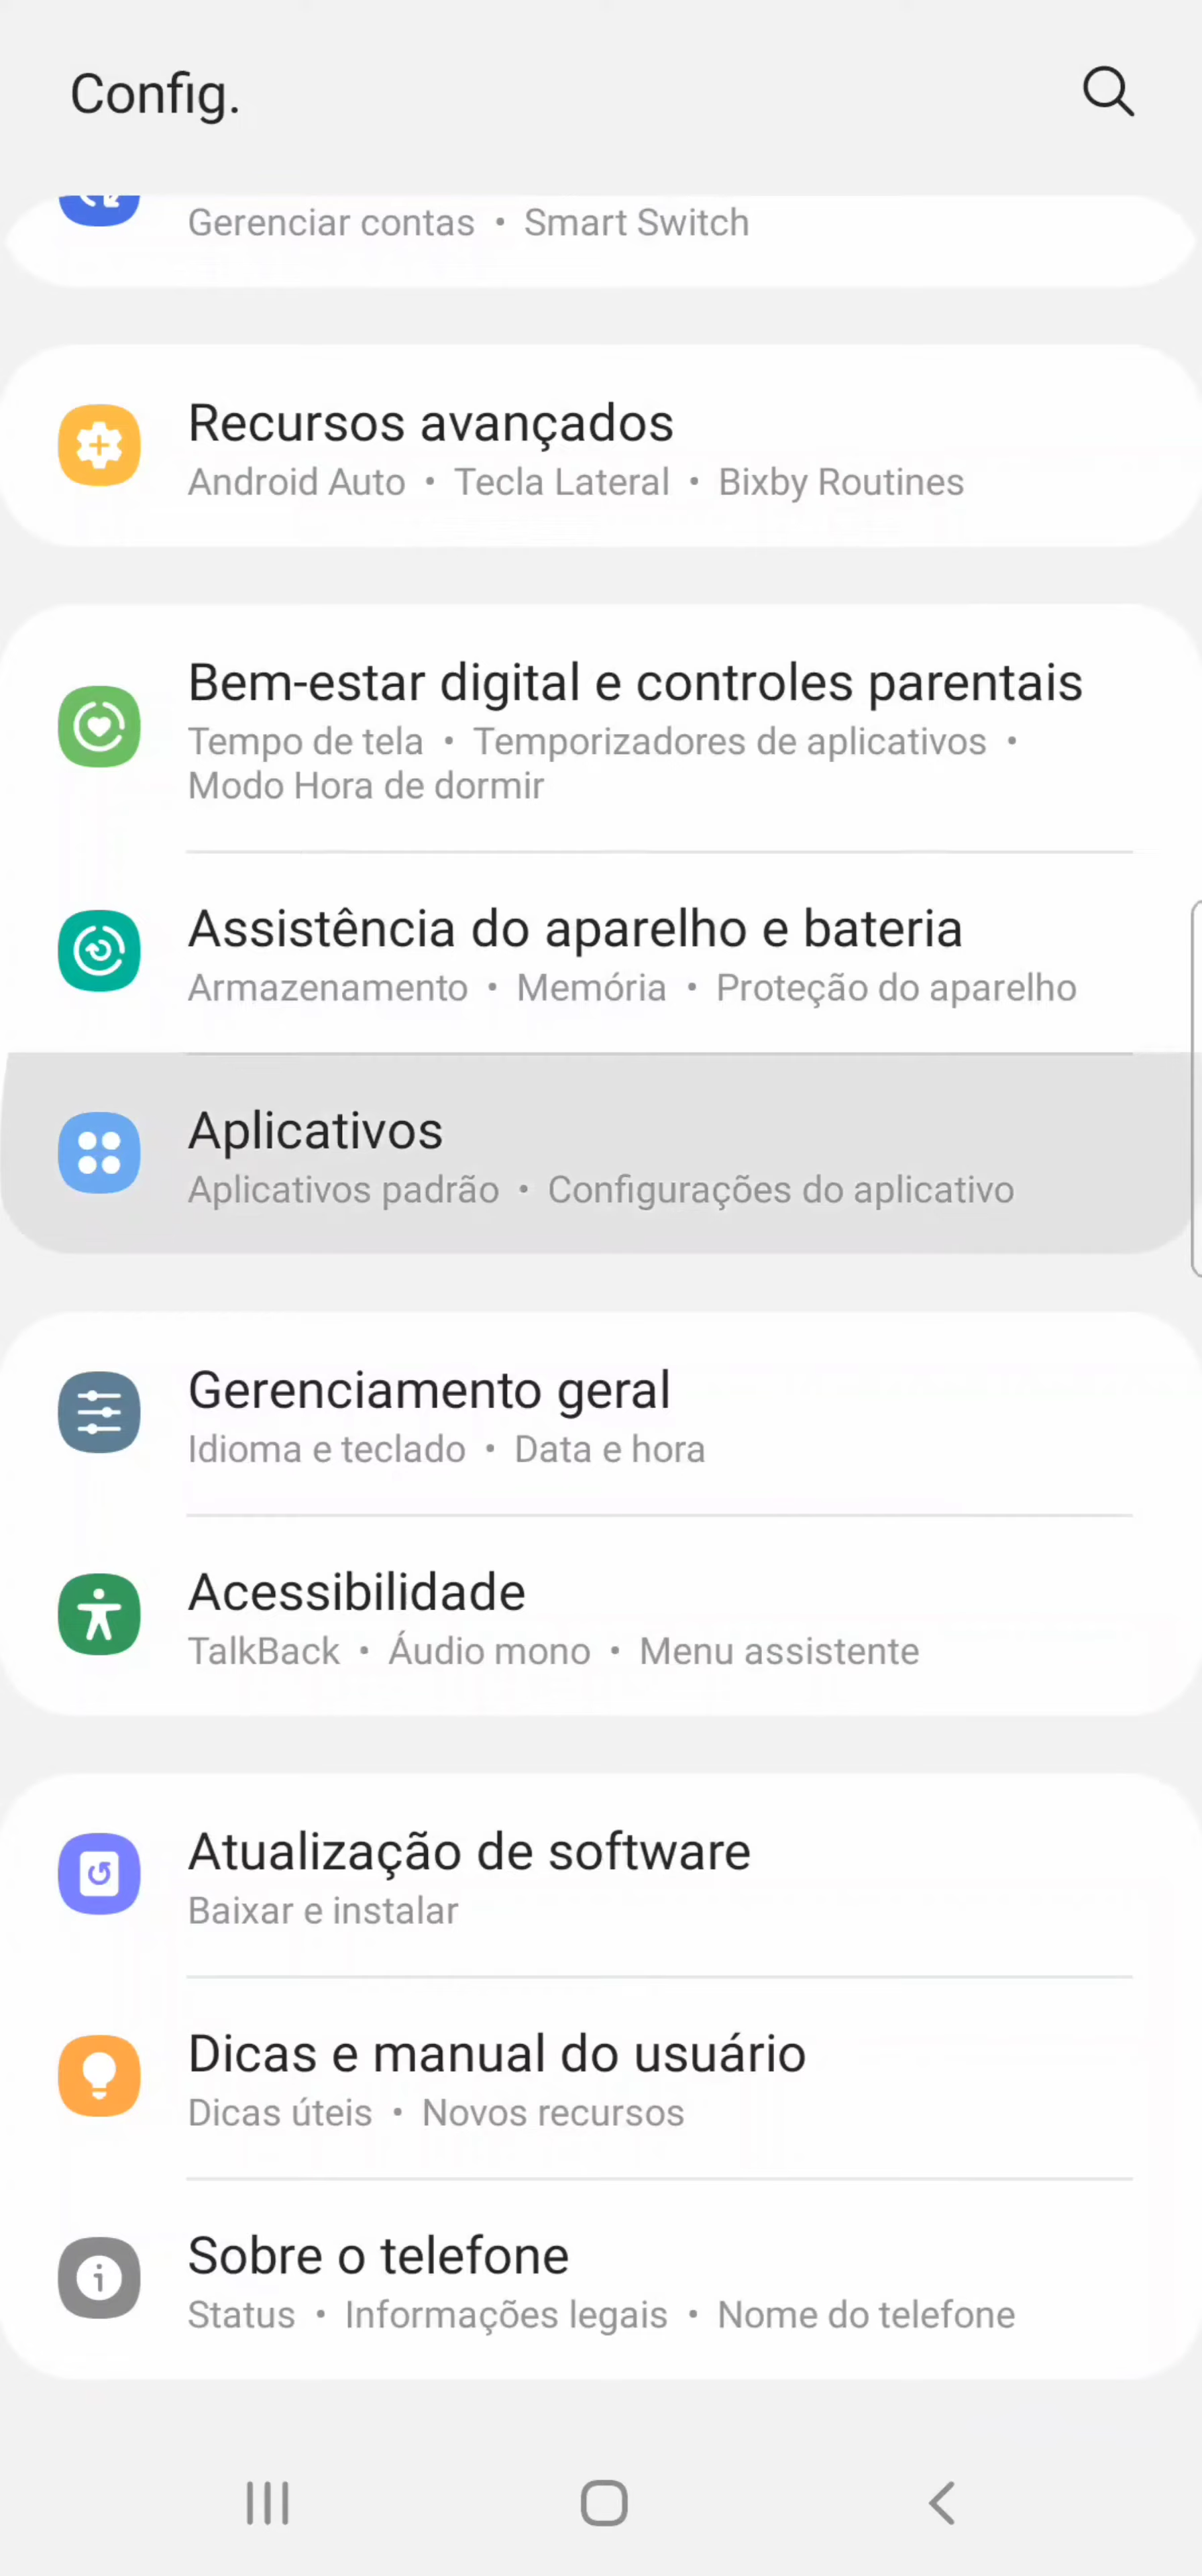 Config.
Gerenciar contas • Smart Switch
Recursos avançados
Android Auto • Tecla Lateral • Bixby Routines
Bem-estar digital e controles parentais
Tempo de tela • Temporizadores de aplicativos •
Modo Hora de dormir
Assistência do aparelho e bateria
Armazenamento • Memória • Proteção do aparelho
Aplicativos
Aplicativos padrão • Configurações do aplicativo
Gerenciamento geral
Idioma e teclado • Data e hora
Acessibilidade
TalkBack • Áudio mono • Menu assistente
Atualização de software
Baixar e instalar
Dicas e manual do usuário
Dicas úteis • Novos recursos
Sobre o telefone
Status • Informações legais • Nome do telefone